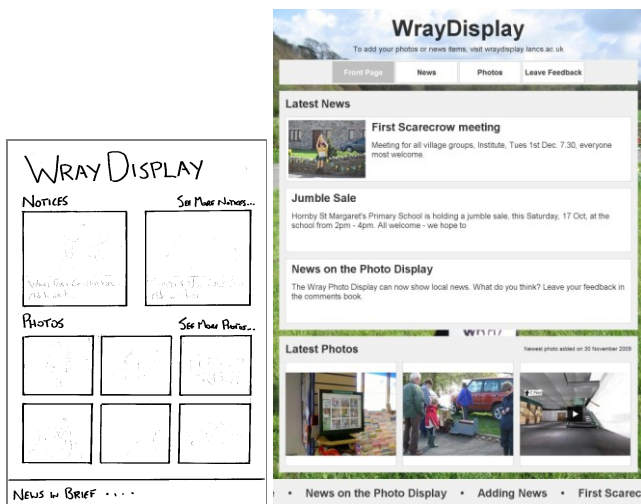 WRAY DISPLAY
NOTICES
SEE MORE NOTICES...
PHOTOS
SEE MORE PHOTOS...
NEWS IN BRIEF ....
WrayDisplay
To add your photos or news items, visit wraydisplay.lancs.ac.uk
Front Page News Photos Leave Feedback
Latest News
First Scarecrow meeting
Meeting for all village groups, Institute, Tues 1st Dec. 7.30, everyone
most welcome.
Jumble Sale
Hornby St Margaret's Primary School is holding a jumble sale, this Saturday, 17 Oct, at the
school from 2pm - 4pm. All welcome - we hope to
News on the Photo Display
The Wray Photo Display can now show local news. What do you think? Leave your feedback in
the comments book.
Latest Photos
Newest photo added on 30 November 2009
• News on the Photo Display • Adding News • First Scarec